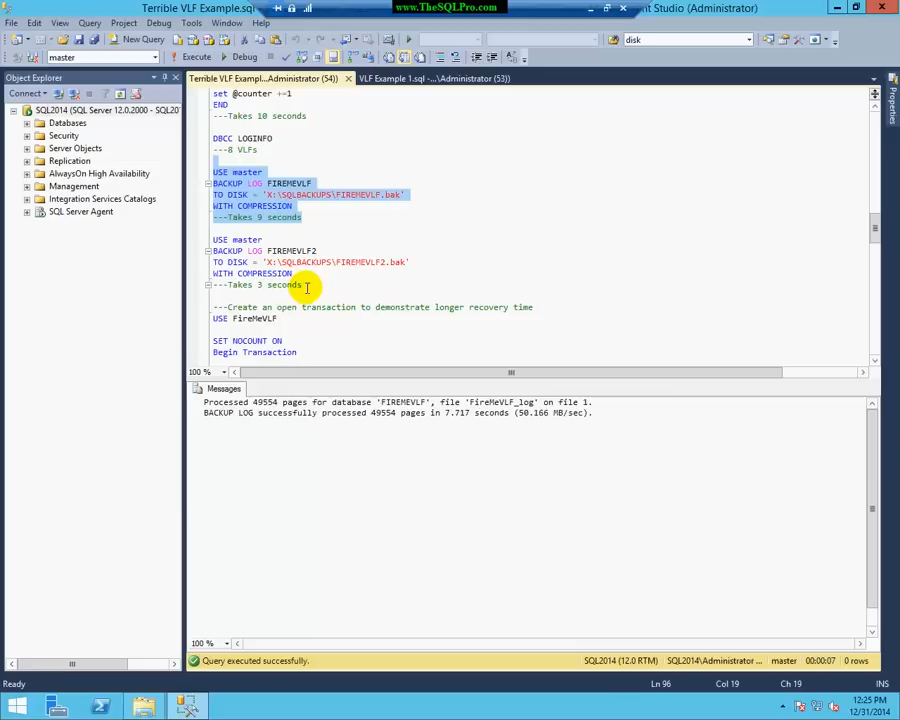 Terrible VLF Example.sql
www.TheSQLPro.com
ent Studio (Administrator)
File Edit View Query Project Debug Tools Window Help
New Query
disk
master
Execute
Debug
Object Explorer
Terrible VLF Exampl...Administrator (54))
VLF Example 1.sql -...\Administrator (53))
Properties
Connect
SQL2014 (SQL Server 12.0.2000 - SQL20
Databases
Security
Server Objects
Replication
AlwaysOn High Availability
Management
Integration Services Catalogs
SQL Server Agent
set @counter +=1
END
---Takes 10 seconds
DBCC LOGINFO
---8 VLFs
USE master
BACKUP LOG FIREMEVLF
TO DISK = 'X:\SQLBACKUPS\FIREMEVLF.bak'
WITH COMPRESSION
---Takes 9 seconds
USE master
BACKUP LOG FIREMEVLF2
TO DISK = 'X:\SQLBACKUPS\FIREMEVLF2.bak'
WITH COMPRESSION
---Takes 3 seconds
---Create an open transaction to demonstrate longer recovery time
USE FireMeVLF
SET NOCOUNT ON
Begin Transaction
100 %
Messages
Processed 49554 pages for database 'FIREMEVLF', file 'FireMeVLF_log' on file 1.
BACKUP LOG successfully processed 49554 pages in 7.717 seconds (50.166 MB/sec).
100 %
Query executed successfully.
SQL2014 (12.0 RTM)
SQL2014\Administrator ...
master
00:00:07
0 rows
Ready
Ln 96
Col 19
Ch 19
INS
12:25 PM
12/31/2014